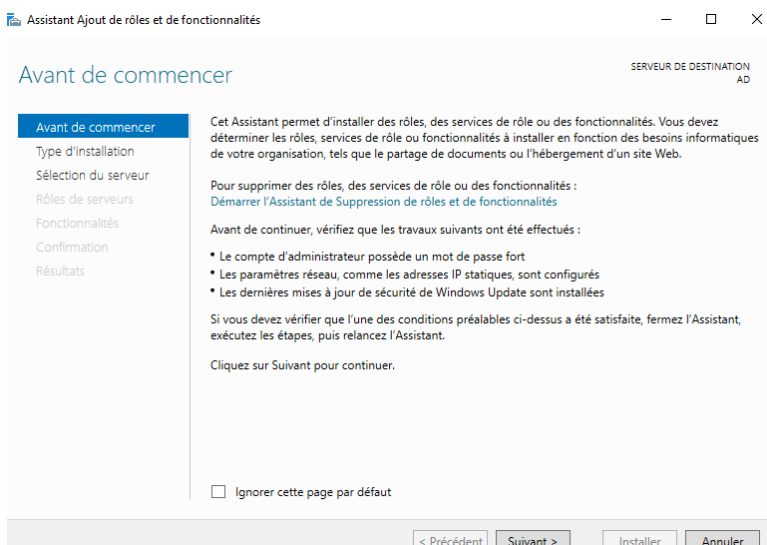 Assistant Ajout de rôles et de fonctionnalités
Avant de commencer
SERVEUR DE DESTINATION
AD
Avant de commencer
Type d'installation
Sélection du serveur
Rôles de serveurs
Fonctionnalités
Confirmation
Résultats
Cet Assistant permet d'installer des rôles, des services de rôle ou des fonctionnalités. Vous devez
déterminer les rôles, services de rôle ou fonctionnalités à installer en fonction des besoins informatiques
de votre organisation, tels que le partage de documents ou l'hébergement d'un site Web.
Pour supprimer des rôles, des services de rôle ou des fonctionnalités :
Démarrer l'Assistant de Suppression de rôles et de fonctionnalités
Avant de continuer, vérifiez que les travaux suivants ont été effectués :
• Le compte d'administrateur possède un mot de passe fort
• Les paramètres réseau, comme les adresses IP statiques, sont configurés
• Les dernières mises à jour de sécurité de Windows Update sont installées
Si vous devez vérifier que l'une des conditions préalables ci-dessus a été satisfaite, fermez l'Assistant,
exécutez les étapes, puis relancez l'Assistant.
Cliquez sur Suivant pour continuer.
Ignorer cette page par défaut
< Précédent Suivant > Installer Annuler